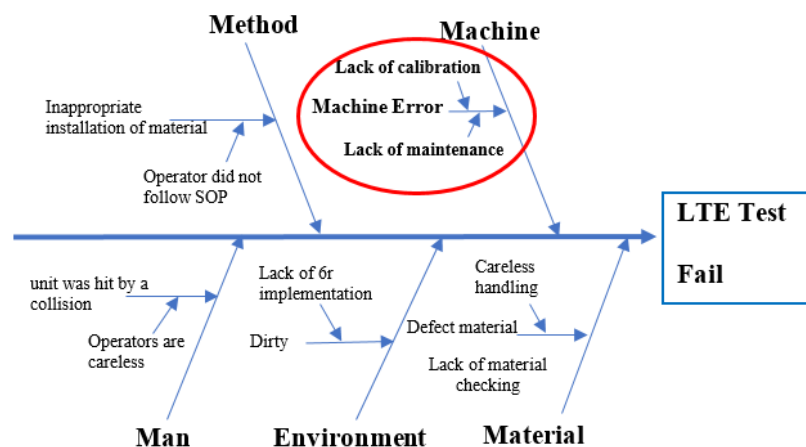 Method
Machine
Lack of calibration
Machine Error
Lack of maintenance
Inappropriate
installation of material
Operator did not
follow SOP
LTE Test
Fail
unit was hit by a
collision
Operators are
careless
Lack of 6r
implementation
Dirty
Careless
handling
Defect material
Lack of material
checking
Man
Environment
Material